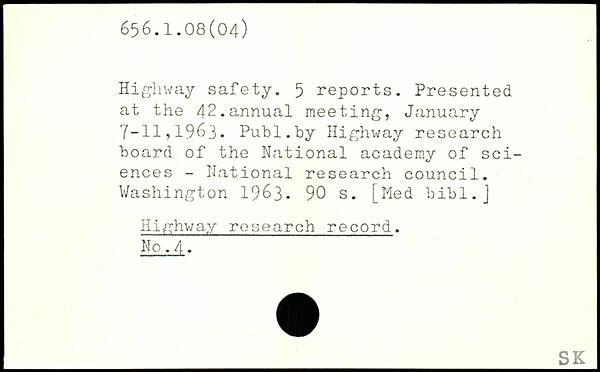 656.1.08(04)
Highway safety. 5 reports. Presented
at the 42.annual meeting, January
7-11,1963. Publ.by Highway research
board of the National academy of sci-
ences - National research council.
Washington 1963. 90 s. [Med bibl.]
Highway research record.
No.4.
SK